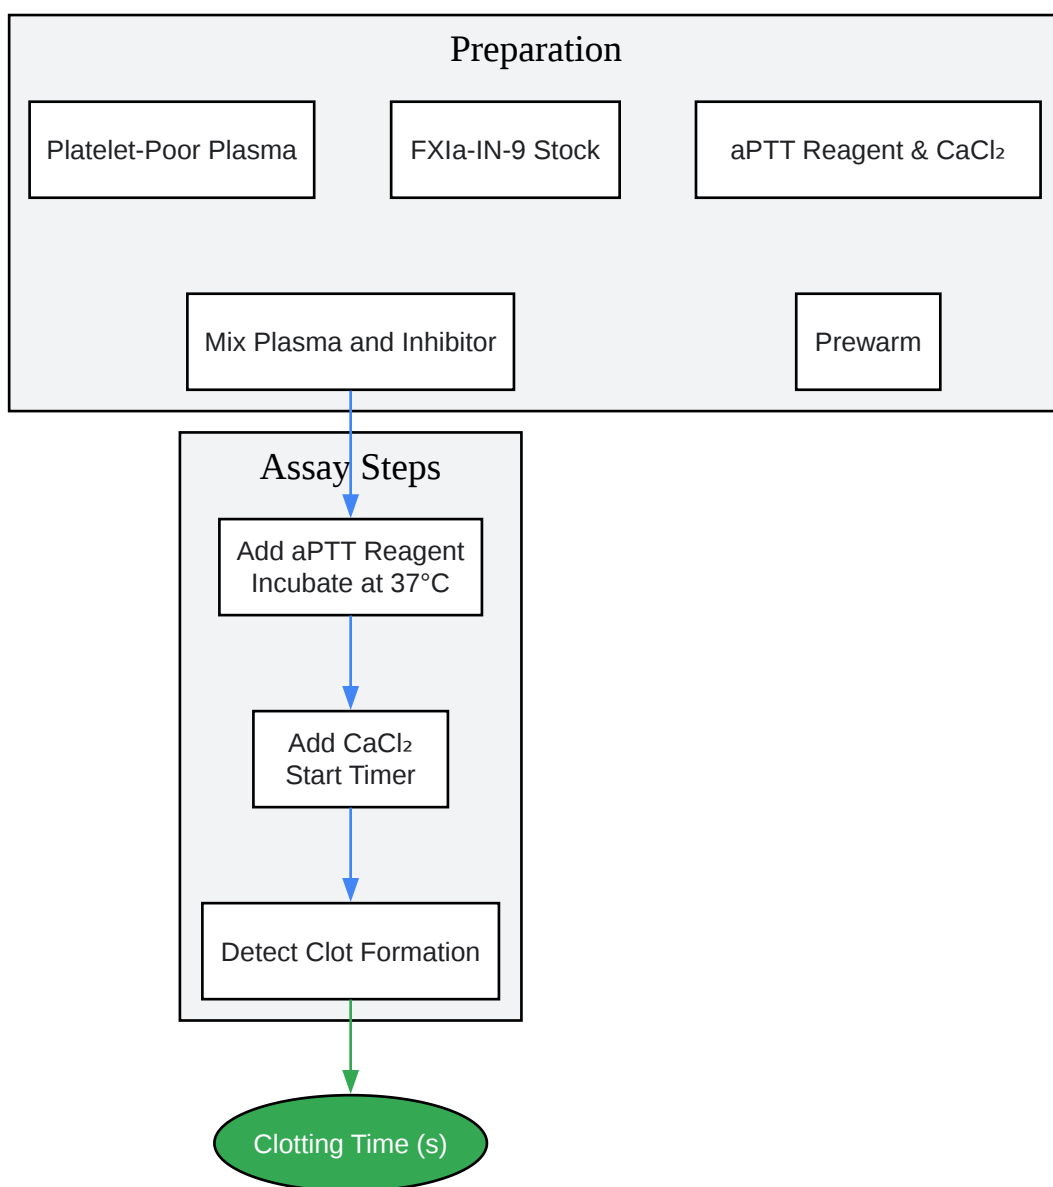 Preparation
Platelet-Poor Plasma
FXIa-IN-9 Stock
aPTT Reagent & CaCl₂
Mix Plasma and Inhibitor
Prewarm
Assay Steps
Add aPTT Reagent
Incubate at 37°C
Add CaCl₂
Start Timer
Detect Clot Formation
Clotting Time (s)